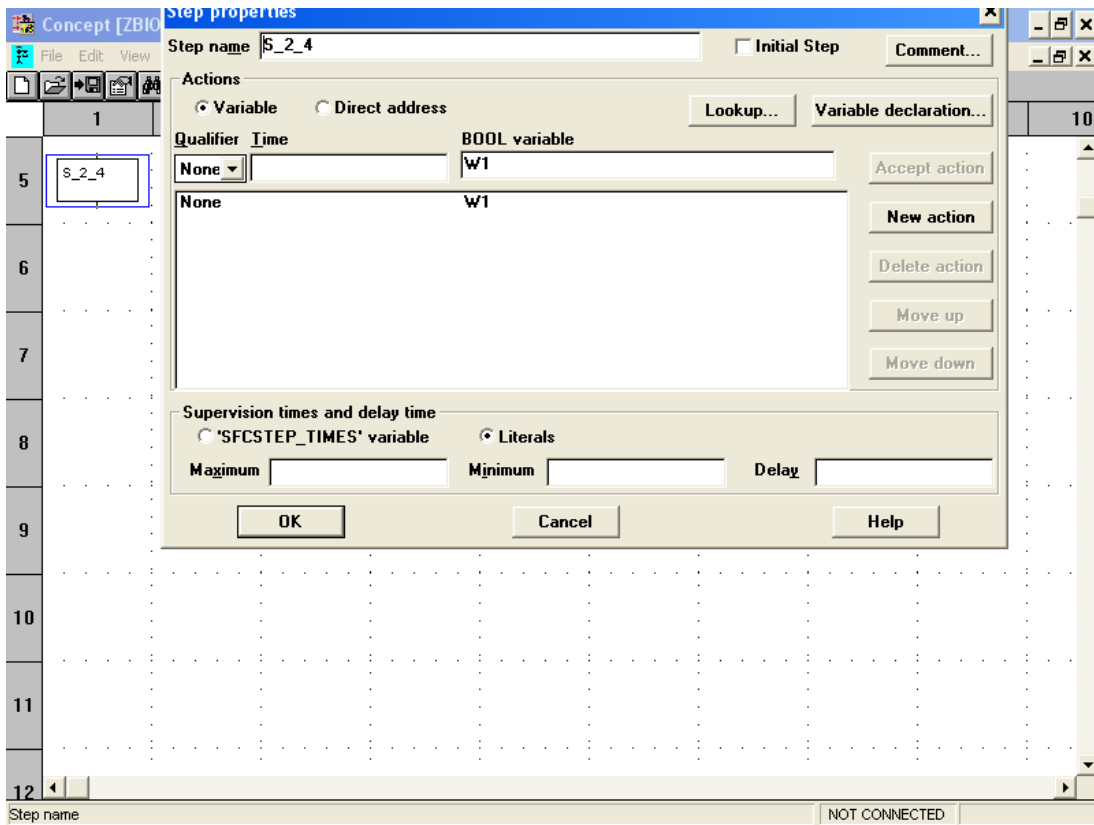 Concept [ZBIO
Step properties
File Edit View
Step name S_2_4
Initial Step
Comment...
Actions
Variable
Direct address
Lookup...
Variable declaration...
1
10
Qualifier Time
BOOL variable
None
W1
Accept action
5
S_2_4
None
W1
New action
6
Delete action
Move up
7
Move down
Supervision times and delay time
8
'SFCSTEP_TIMES' variable
Literals
Maximum
Minimum
Delay
9
OK
Cancel
Help
10
11
12
Step name
NOT CONNECTED